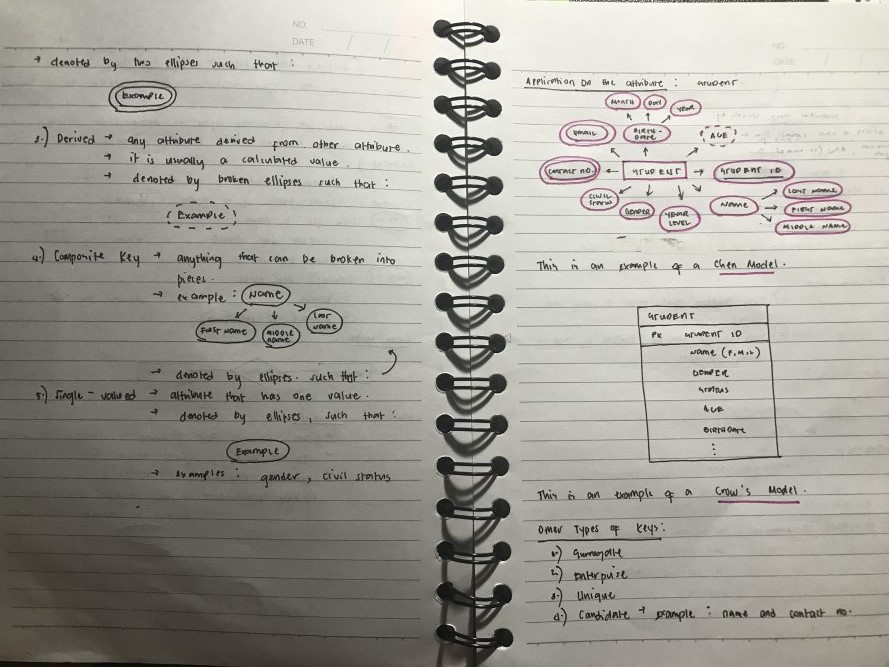 NO.
DATE / /
→ denoted by two ellipses such that :
Example
3.) Derived → any attribute derived from other attribute.
→ it is usually a calculated value.
→ denoted by broken ellipses such that :
Example
4.) Composite Key → anything that can be broken into
pieces.
→ example : Name
First Name
Middle Name
Last Name
→ denoted by ellipses. such that :
5.) Single-valued → attribute that has one value.
→ denoted by ellipses, such that :
Example
→ examples : gender, civil status
NO.
DATE
Application on the attribute : Student
Month
Day
Year
Email
Birth-
Date
Age
Contact no.
STUDENT
Student ID
Civil
Status
Gender
Year
Level
Name
Last Name
First Name
Middle Name
This is an example of a Chen Model.
STUDENT
PK Student ID
Name (F, M, L)
Gender
Status
Age
Birthdate
This is an example of a Crow's Model.
Other Types of Keys:
1.) Surrogate
2.) Enterprise
3.) Unique
4.) Candidate → example : name and contact no.